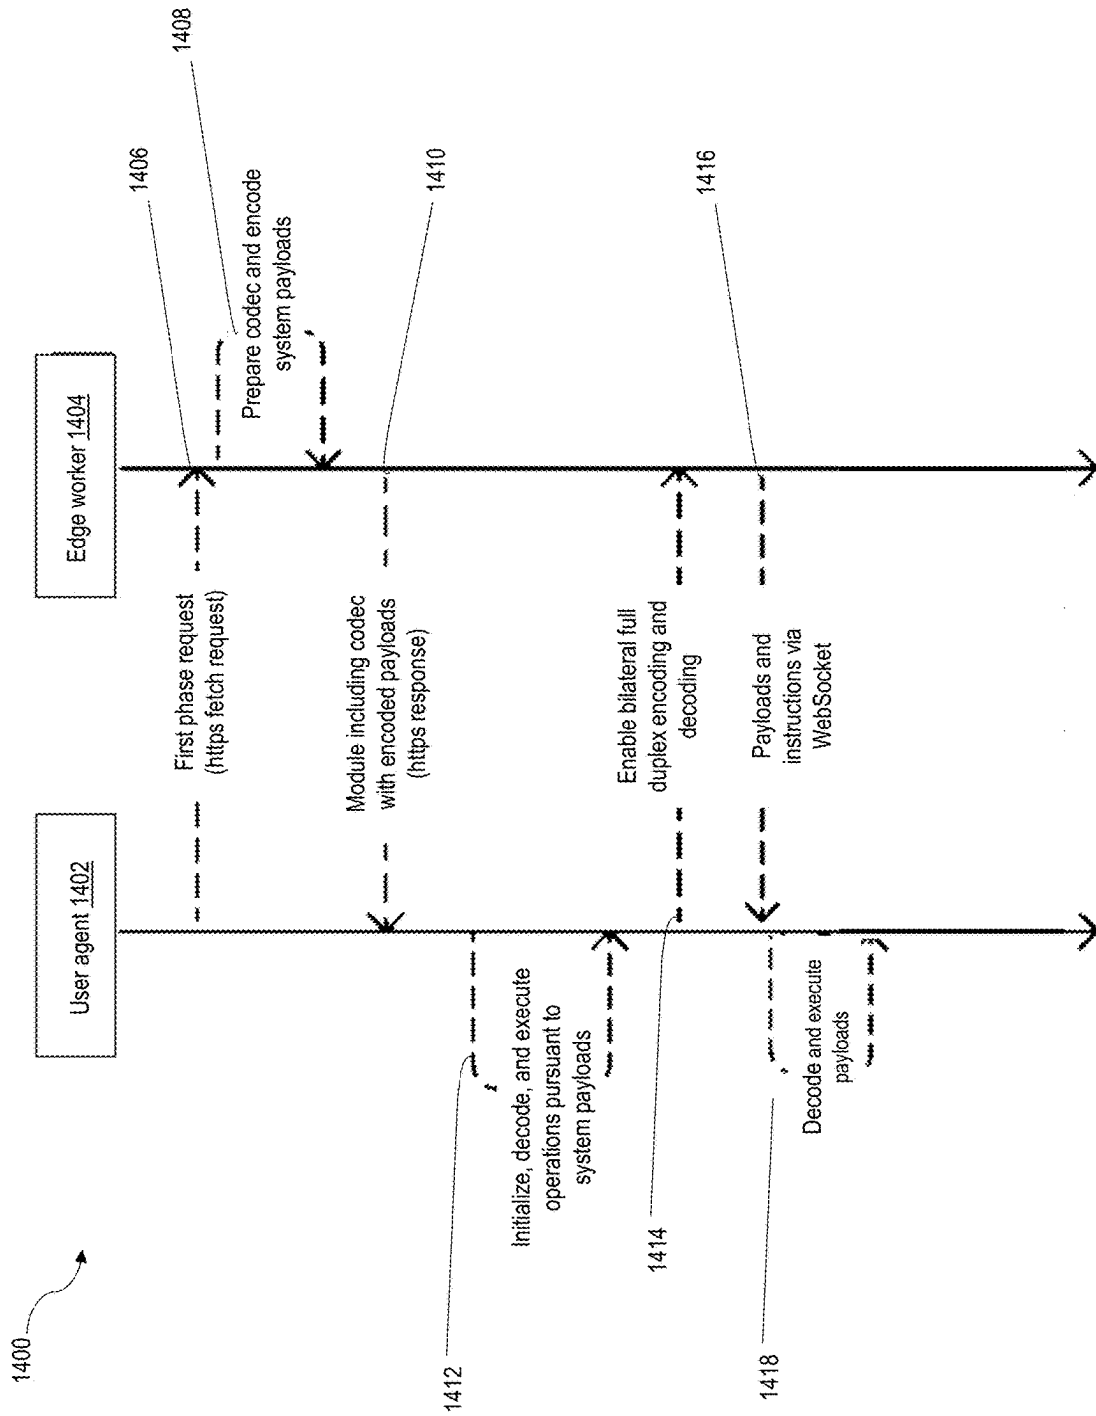 1400
User agent 1402
Edge worker 1404
First phase request
(https fetch request)
1406
Prepare codec and encode
system payloads
1408
Module including codec
with encoded payloads
(https response)
1410
Initialize, decode, and execute
operations pursuant to
system payloads
1412
Enable bilateral full
duplex encoding and
decoding
1414
Payloads and
instructions via
WebSocket
1416
Decode and execute
payloads
1418